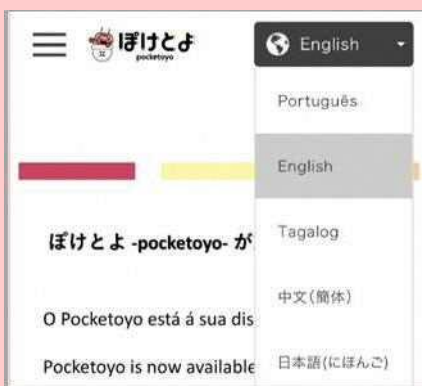 ぽけとよ
pocketoyo
English
Português
English
Tagalog
中文(簡体)
日本語(にほんご)
ぽけとよ -pocketoyo- が
O Pocketoyo está á sua dis
Pocketoyo is now available